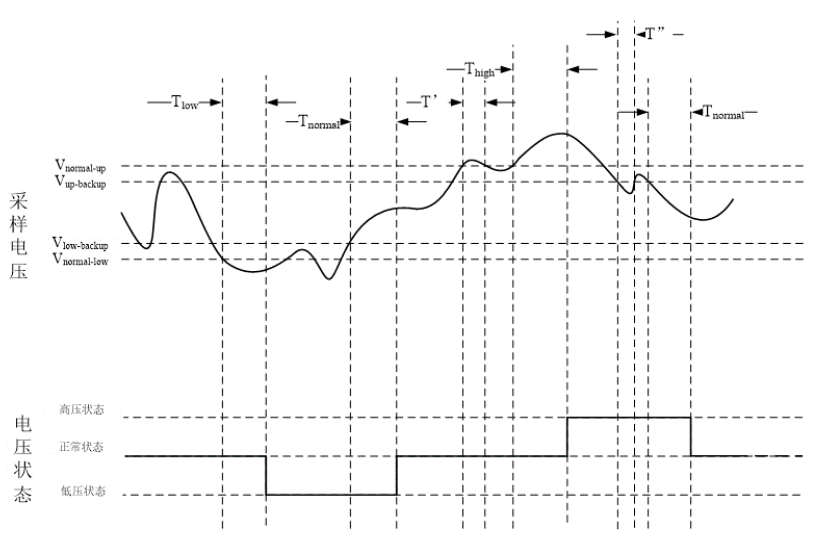 T”
Thigh
Tlow
T’
Tnormal
Tnormal
Vnormal-up
Vup-backup
采样电压
Vlow-backup
Vnormal-low
高压状态
电压状态
正常状态
低压状态